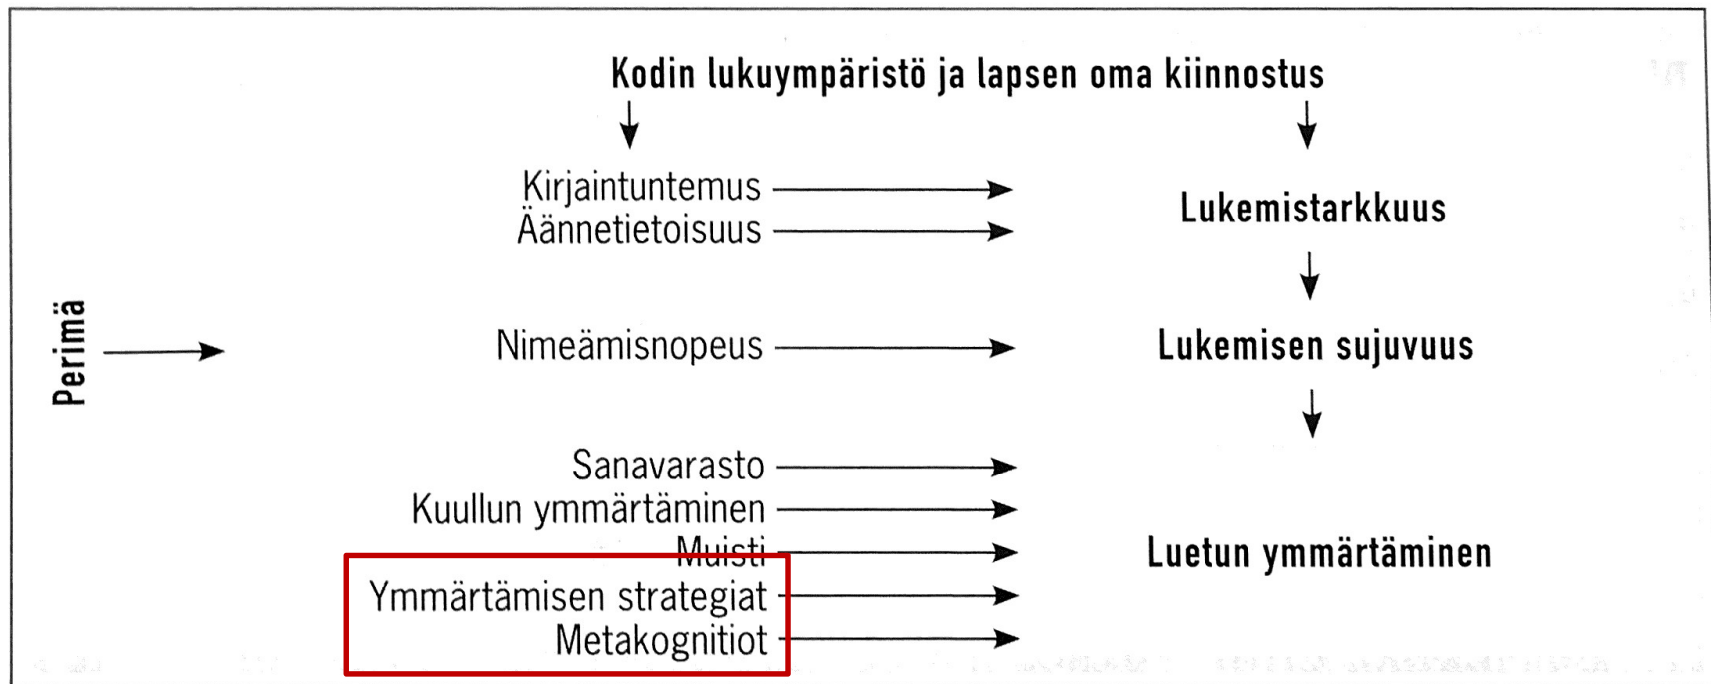 Kodin lukuympäristö ja lapsen oma kiinnostus
Kirjaintuntemus
Äännetietoisuus
Lukemistarkkuus
Perimä
Nimeämisnopeus
Lukemisen sujuvuus
Sanavarasto
Kuullun ymmärtäminen
Muisti
Luetun ymmärtäminen
Ymmärtämisen strategiat
Metakognitiot